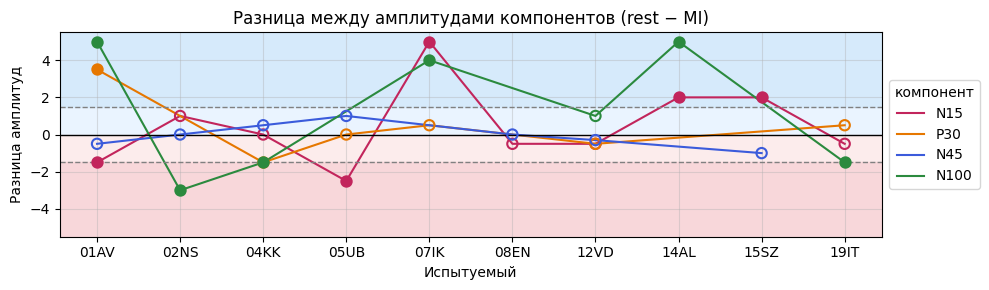 Разница между амплитудами компонентов (rest − MI)
Разница амплитуд
4
2
0
−2
−4
01AV 02NS 04KK 05UB 07IK 08EN 12VD 14AL 15SZ 19IT
Испытуемый
компонент
N15
P30
N45
N100